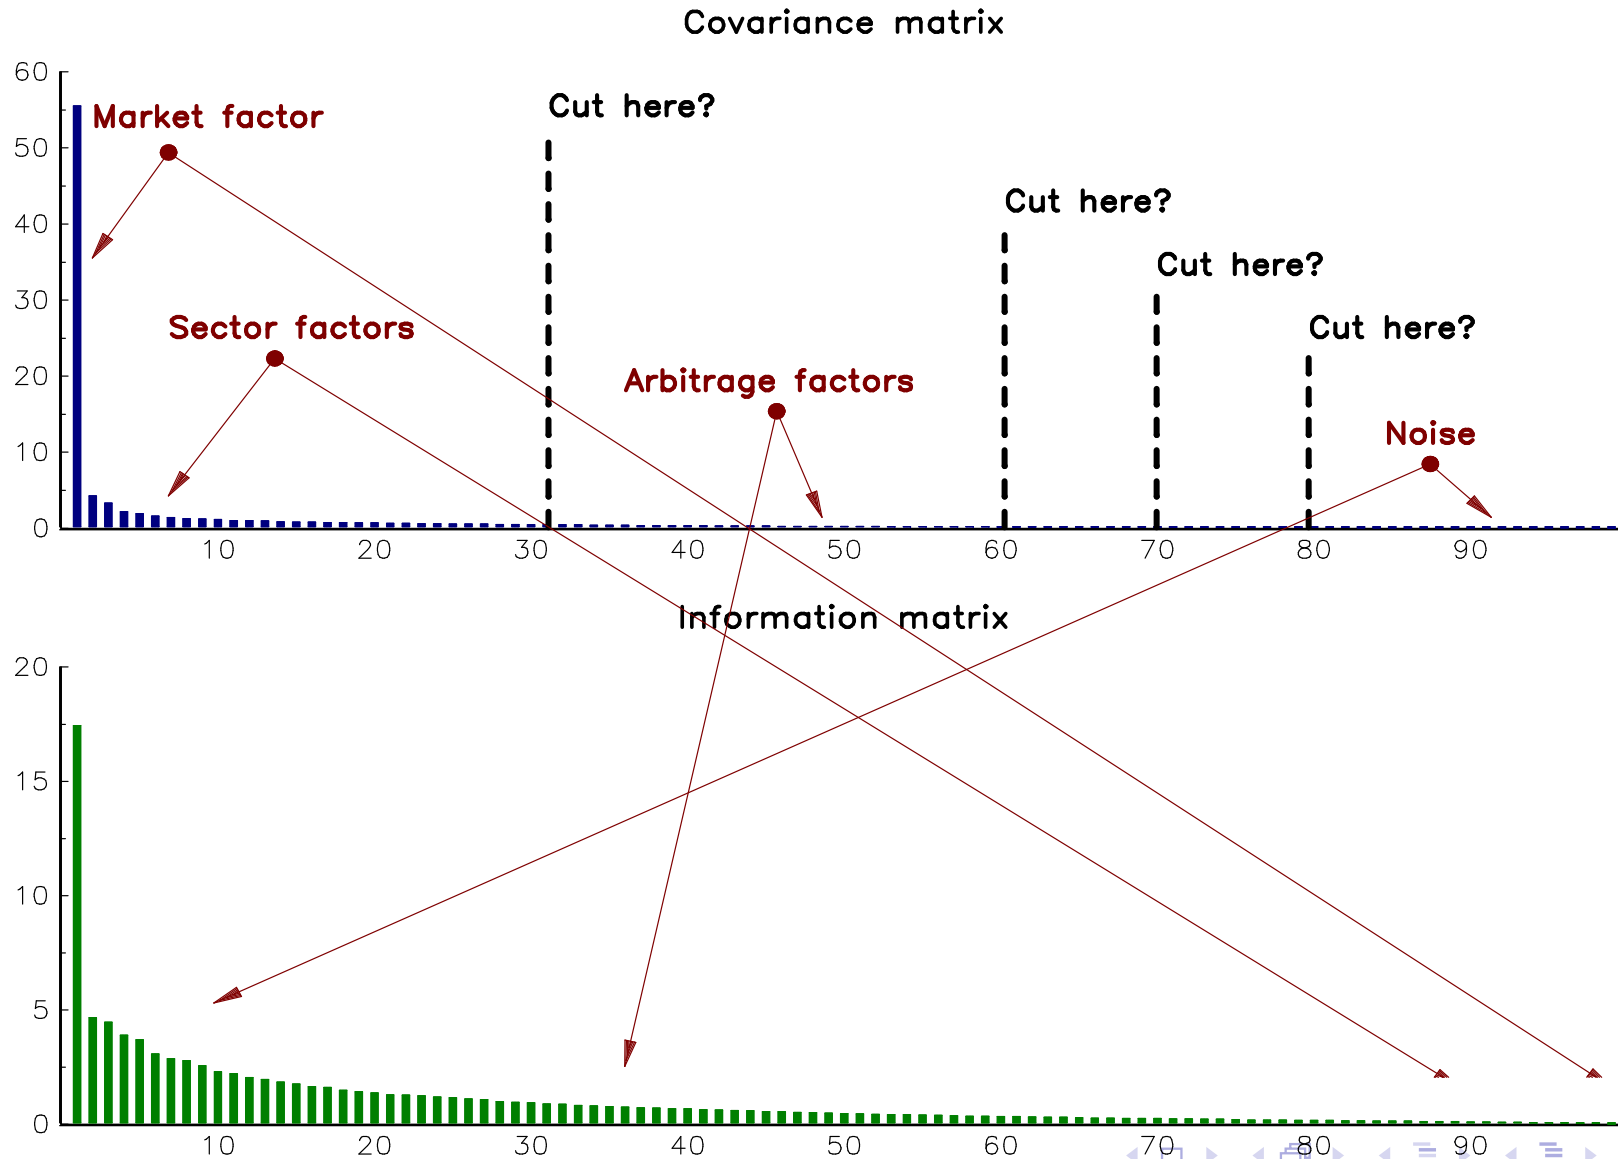 Covariance matrix
60
50
40
30
20
10
0
Market factor
Cut here?
Cut here?
Cut here?
Sector factors
Cut here?
Arbitrage factors
Noise
10 20 30 40 50 60 70 80 90
Information matrix
20
15
10
5
0
10 20 30 40 50 60 70 80 90